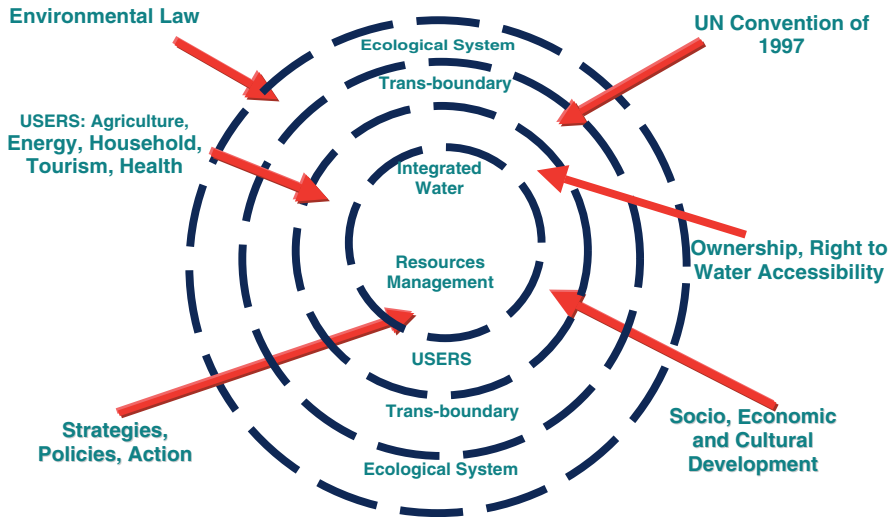 Environmental Law
UN Convention of
1997
Ecological System
Trans-boundary
USERS: Agriculture,
Energy, Household,
Tourism, Health
Integrated
Water
Ownership, Right to
Water Accessibility
Resources
Management
USERS
Trans-boundary
Ecological System
Strategies,
Policies, Action
Socio, Economic
and Cultural
Development